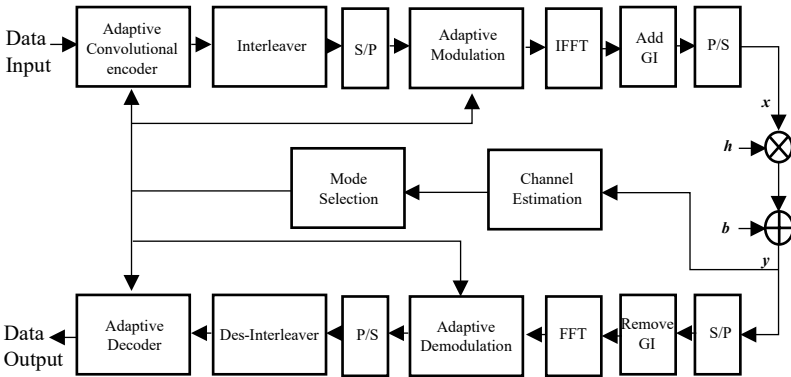 Data
Input
Adaptive
Convolutional
encoder
Interleaver
S/P
Adaptive
Modulation
IFFT
Add
GI
P/S
x
h
Mode
Selection
Channel
Estimation
b
y
Data
Output
Adaptive
Decoder
Des-Interleaver
P/S
Adaptive
Demodulation
FFT
Remove
GI
S/P